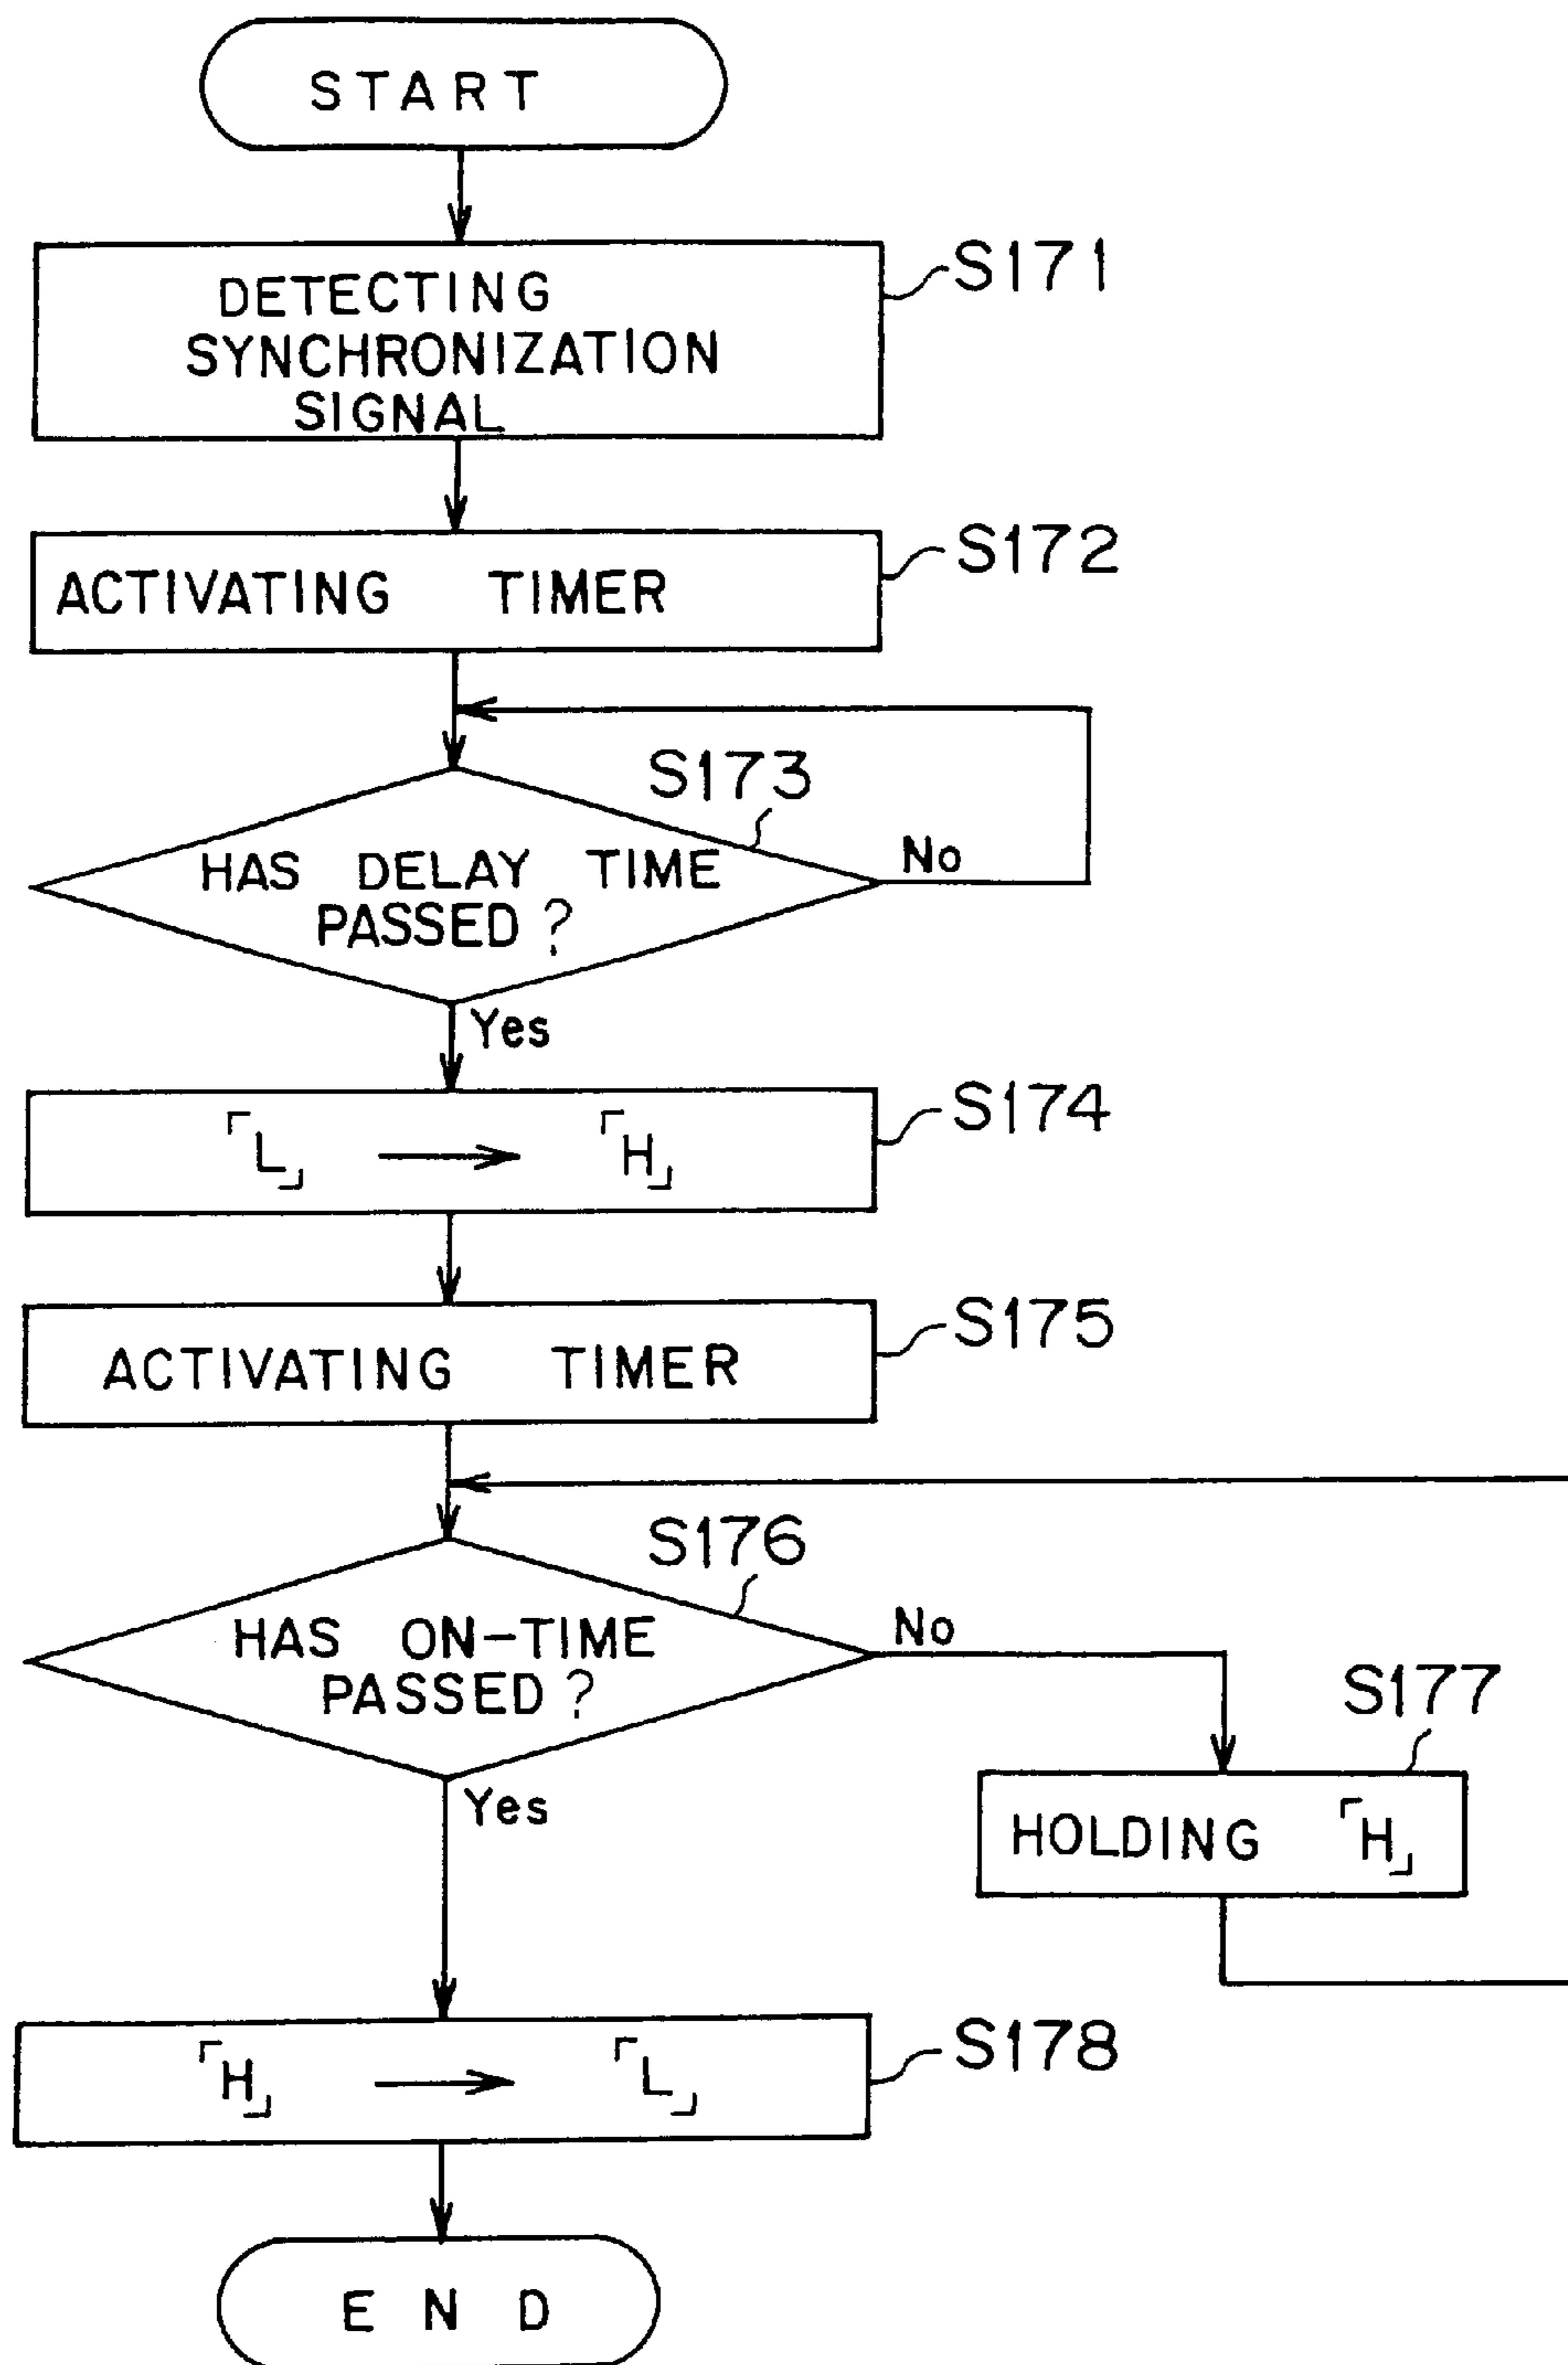 START
S171
DETECTING
SYNCHRONIZATION
SIGNAL
S172
ACTIVATING TIMER
S173
HAS DELAY TIME
PASSED?
No
Yes
S174
「L」 → 「H」
S175
ACTIVATING TIMER
S176
HAS ON-TIME
PASSED?
No
S177
HOLDING 「H」
Yes
S178
「H」 → 「L」
END